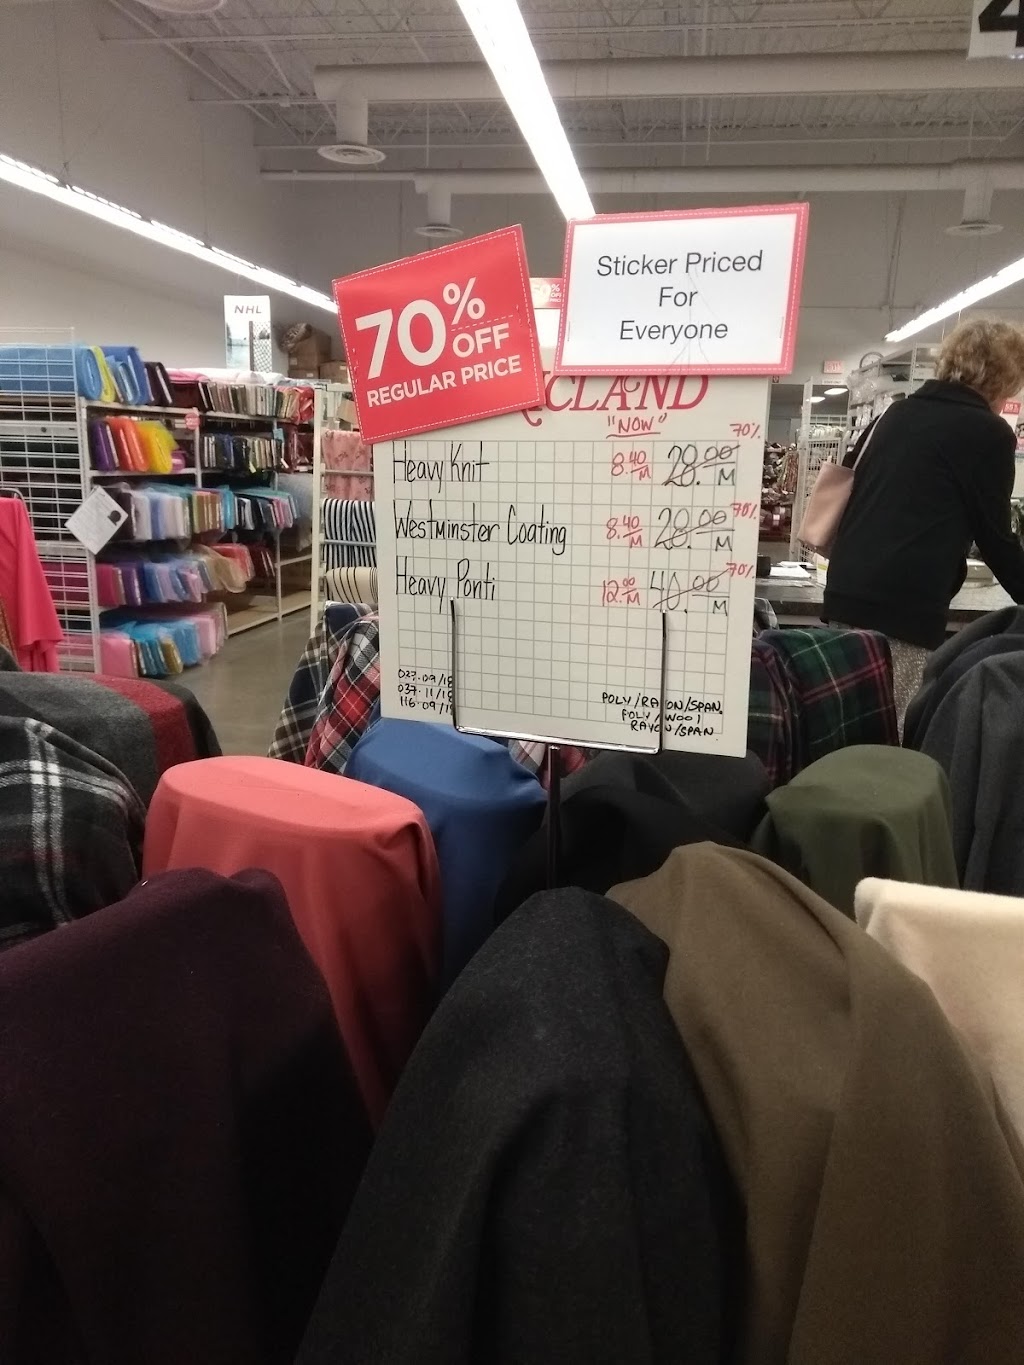 4
NHL
70% OFF
REGULAR PRICE
Sticker Priced
For
Everyone
"NOW"
Heavy Knit 8.40/M 28.00 M 70%
Westminster Coating 8.40/M 28.00 M 70%
Heavy Ponti 12.00/M 40.00 M 70%
POLY/RAYON/SPAN.
POLY/WOOL
RAYON/SPAN